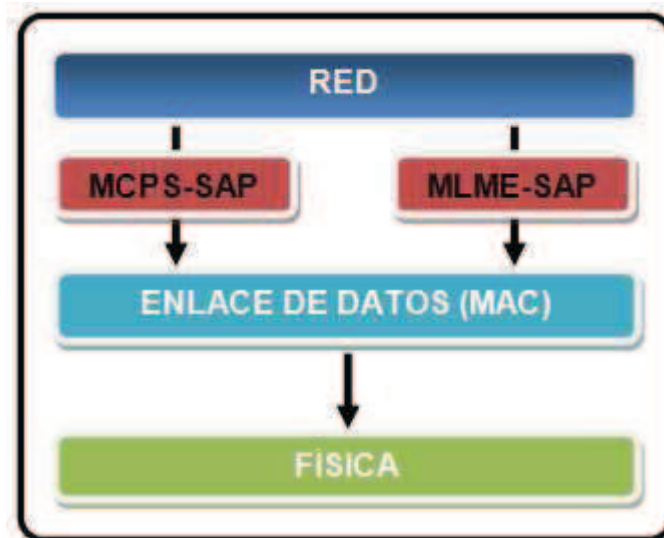 RED
MCPS-SAP
MLME-SAP
ENLACE DE DATOS (MAC)
FÍSICA